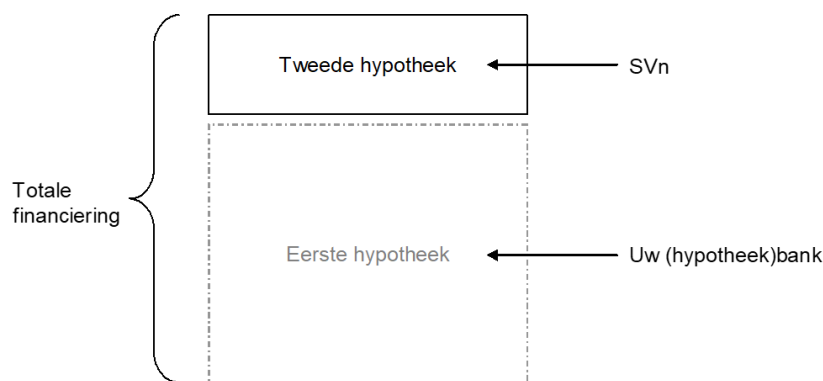 Tweede hypotheek
SVn
Totale
financiering
Eerste hypotheek
Uw (hypotheek)bank